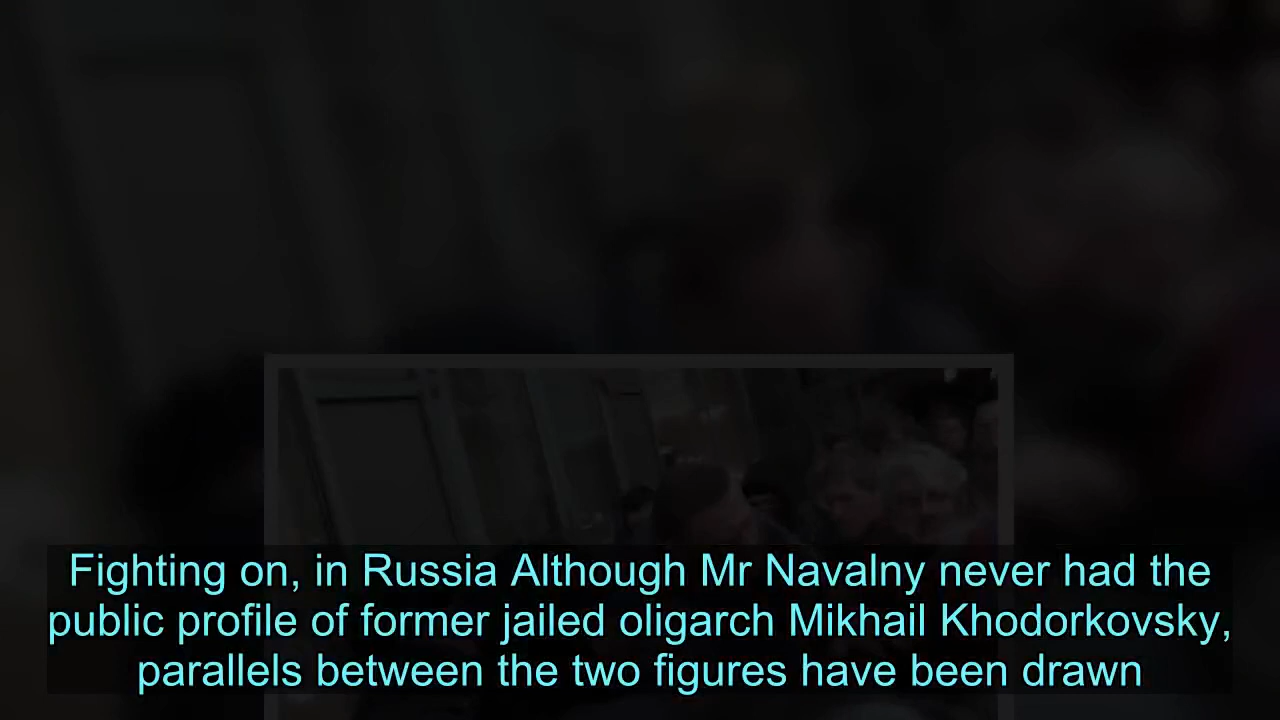 Fighting on, in Russia Although Mr Navalny never had the
public profile of former jailed oligarch Mikhail Khodorkovsky,
parallels between the two figures have been drawn